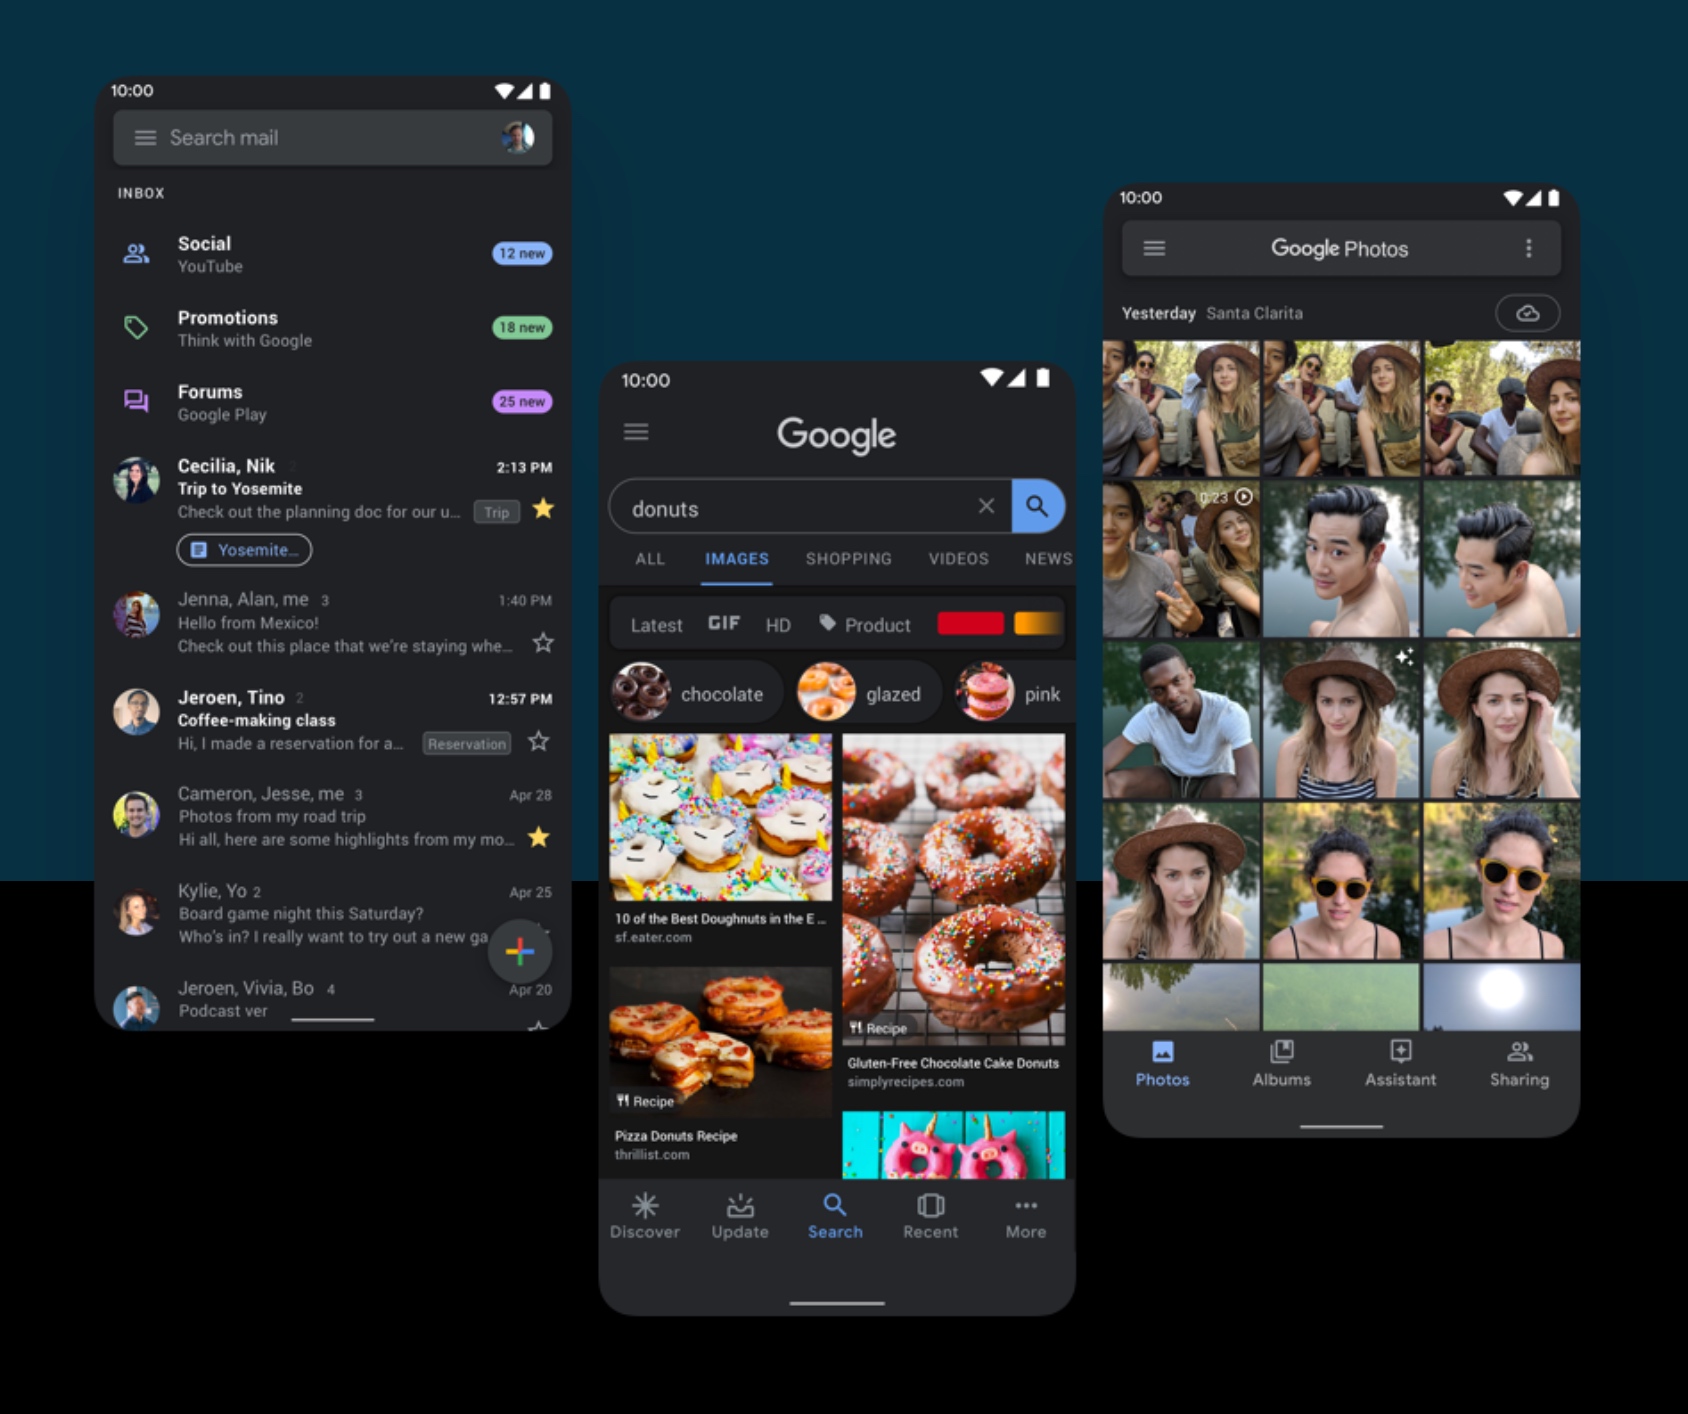 10:00
Search mail
INBOX
Social
12 new
YouTube
Promotions
18 new
Think with Google
Forums
25 new
Google Play
Cecilia, Nik 2
2:13 PM
Trip to Yosemite
Check out the planning doc for our u...
Trip
Yosemite...
Jenna, Alan, me 3
1:40 PM
Hello from Mexico!
Check out this place that we're staying whe...
Jeroen, Tino 2
12:57 PM
Coffee-making class
Hi, I made a reservation for a...
Reservation
Cameron, Jesse, me 3
Apr 28
Photos from my road trip
Hi all, here are some highlights from my mo...
Kylie, Yo 2
Apr 25
Board game night this Saturday?
Who's in? I really want to try out a new ga
Jeroen, Vivia, Bo 4
Apr 20
Podcast ver
10:00
Google
donuts
ALL IMAGES SHOPPING VIDEOS NEWS
Latest GIF HD Product
chocolate glazed pink
10 of the Best Doughnuts in the E ...
sf.eater.com
Recipe
Pizza Donuts Recipe
thrillist.com
Recipe
Gluten-Free Chocolate Cake Donuts
simplyrecipes.com
Discover Update Search Recent More
10:00
Google Photos
Yesterday Santa Clarita
0:23
Photos Albums Assistant Sharing